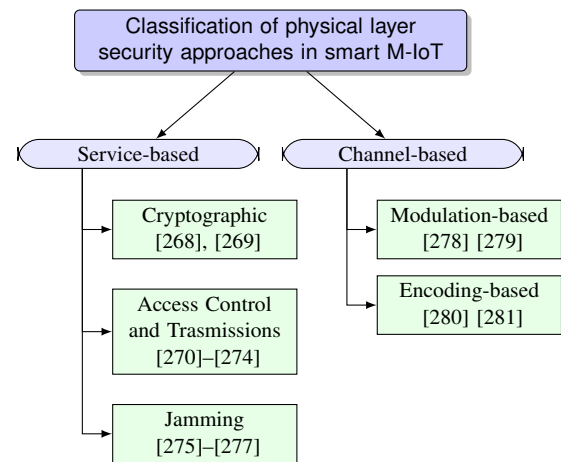 Classification of physical layer
security approaches in smart M-IoT
Service-based
Channel-based
Cryptographic
[268], [269]
Access Control
and Trasmissions
[270]–[274]
Jamming
[275]–[277]
Modulation-based
[278] [279]
Encoding-based
[280] [281]